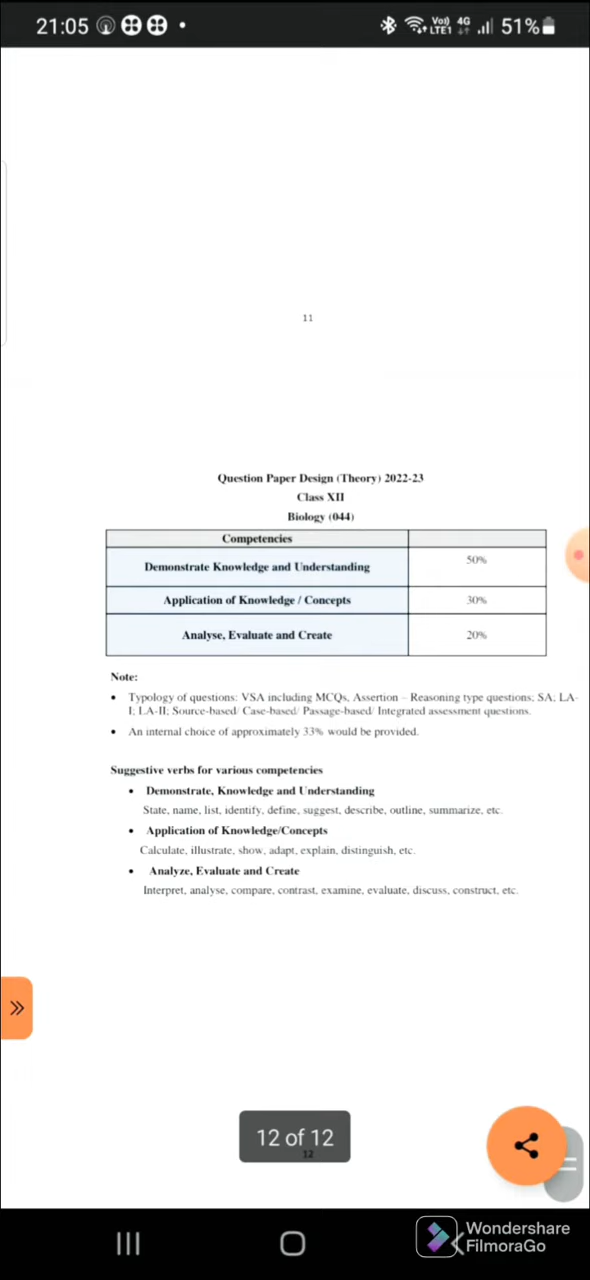 21:05
Vo)) 4G
LTE1 51%
11
Question Paper Design (Theory) 2022-23
Class XII
Biology (044)
Competencies
Demonstrate Knowledge and Understanding 50%
Application of Knowledge / Concepts 30%
Analyse, Evaluate and Create 20%
Note:
• Typology of questions: VSA including MCQs, Assertion – Reasoning type questions; SA; LA-
I; LA-II; Source-based/ Case-based/ Passage-based/ Integrated assessment questions.
• An internal choice of approximately 33% would be provided.
Suggestive verbs for various competencies
• Demonstrate, Knowledge and Understanding
State, name, list, identify, define, suggest, describe, outline, summarize, etc.
• Application of Knowledge/Concepts
Calculate, illustrate, show, adapt, explain, distinguish, etc.
• Analyze, Evaluate and Create
Interpret, analyse, compare, contrast, examine, evaluate, discuss, construct, etc.
12 of 12
12
Wondershare
FilmoraGo